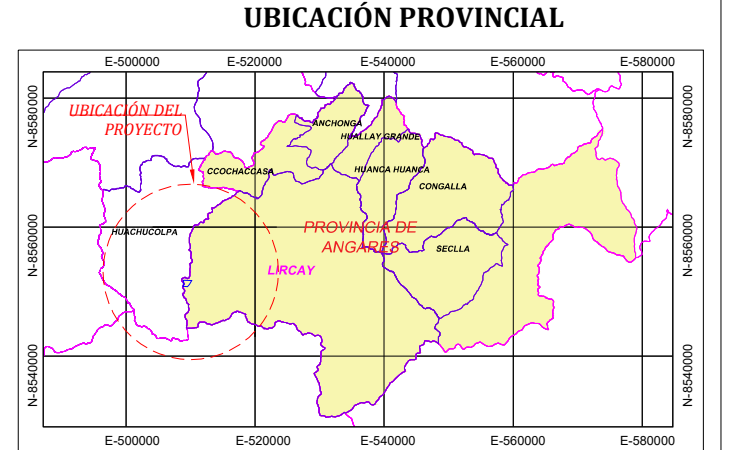 UBICACIÓN PROVINCIAL
E-500000
E-520000
E-540000
E-560000
E-580000
N-8580000
N-8580000
UBICACIÓN DEL
PROYECTO
ANCHONGA
HUALLAY GRANDE
CCOCHACCASA
HUANCA HUANCA
CONGALLA
HUACHUCOLPA
PROVINCIA DE
ANGARES
SECLLA
LIRCAY
N-8560000
N-8560000
N-8540000
N-8540000
E-500000
E-520000
E-540000
E-560000
E-580000